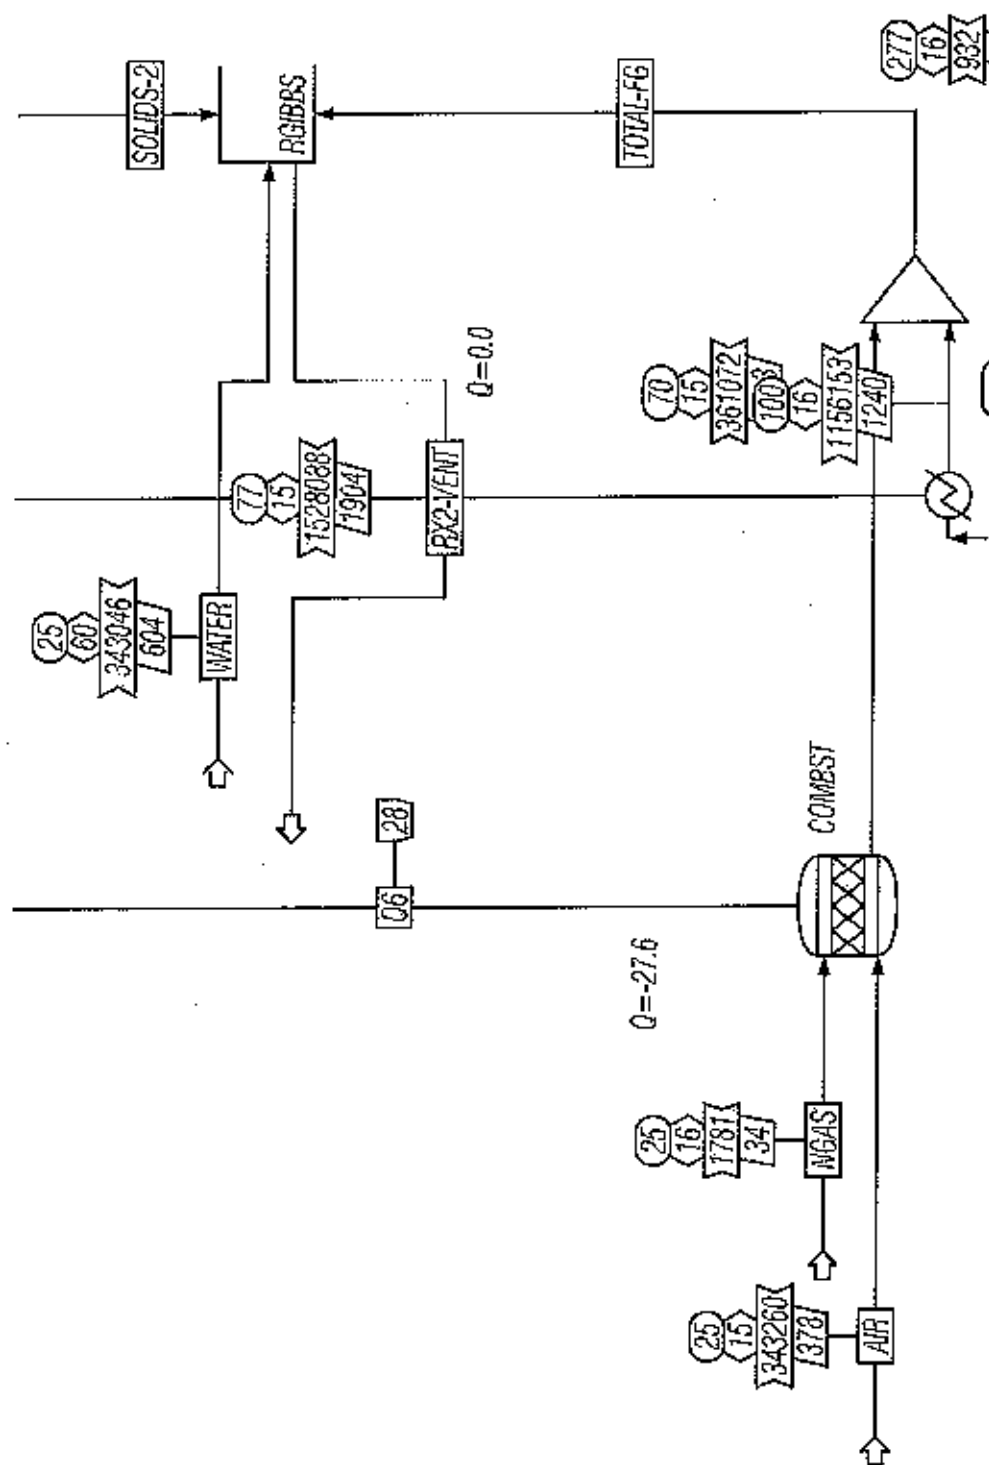 25
60
343046
604
WATER
SOLIDS-2
RGIBBS
77
15
1528088
1904
RX2-VENT
Q=0.0
Q6
28
Q=-27.6
TOTAL-FG
25
16
1781
34
NGAS
25
15
343260
378
AIR
COMBST
70
15
361072
1003
16
1156153
1240
277
16
932